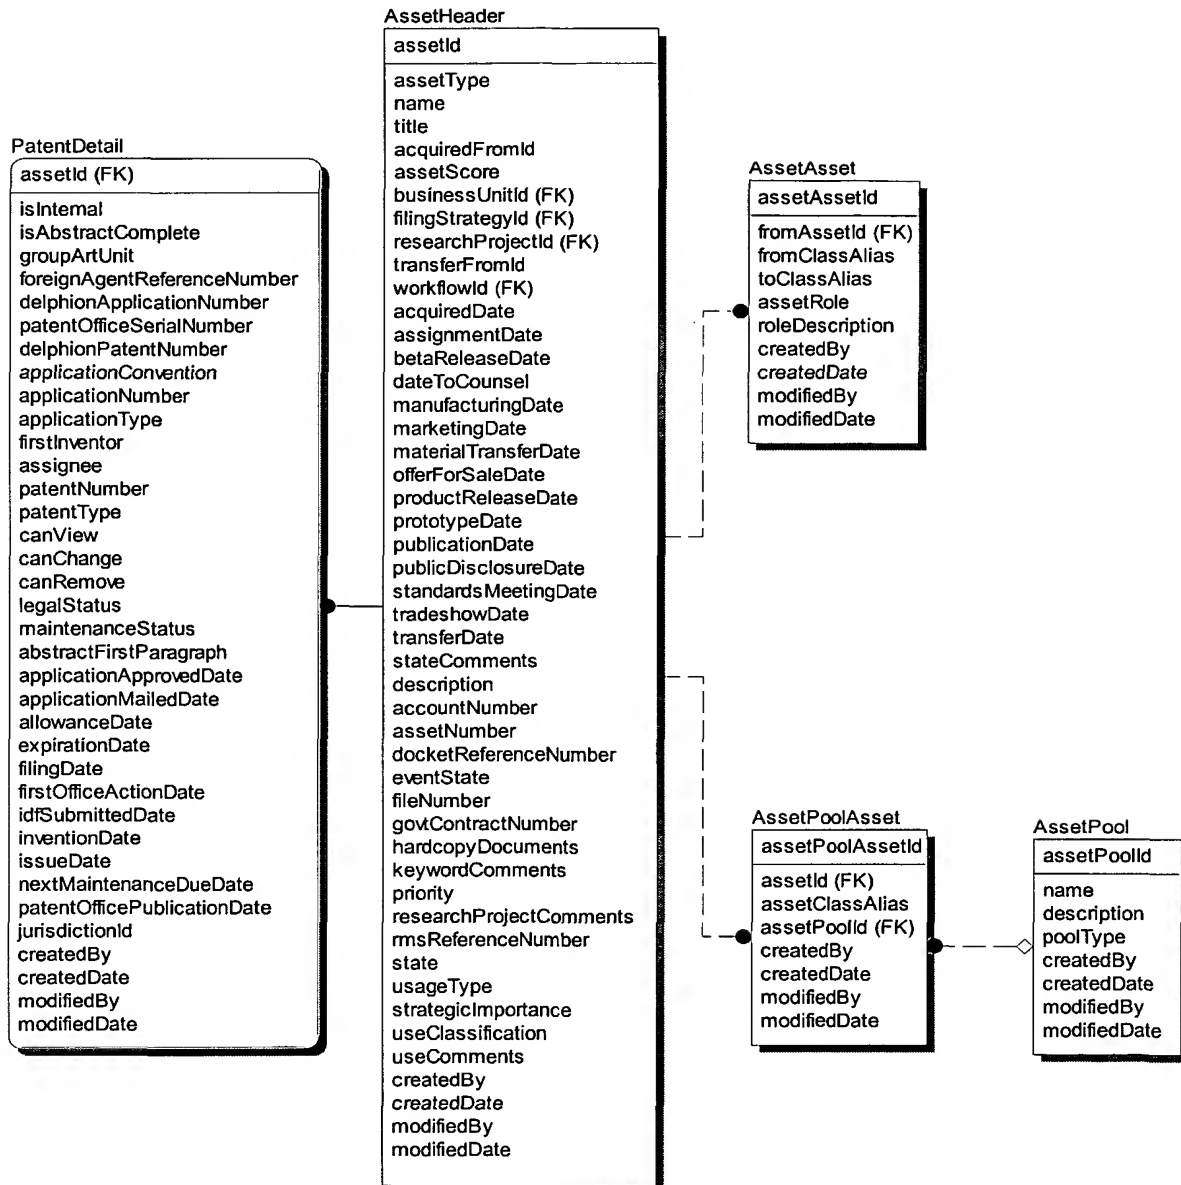 PatentDetail
assetId (FK)
isInternal
isAbstractComplete
groupArtUnit
foreignAgentReferenceNumber
delphionApplicationNumber
patentOfficeSerialNumber
delphionPatentNumber
applicationConvention
applicationNumber
applicationType
firstInventor
assignee
patentNumber
patentType
canView
canChange
canRemove
legalStatus
maintenanceStatus
abstractFirstParagraph
applicationApprovedDate
applicationMailedDate
allowanceDate
expirationDate
filingDate
firstOfficeActionDate
idfSubmittedDate
inventionDate
issueDate
nextMaintenanceDueDate
patentOfficePublicationDate
jurisdictionId
createdBy
createdDate
modifiedBy
modifiedDate
AssetHeader
assetId
assetType
name
title
acquiredFromId
assetScore
businessUnitId (FK)
filingStrategyId (FK)
researchProjectId (FK)
transferFromId
workflowId (FK)
acquiredDate
assignmentDate
betaReleaseDate
dateToCounsel
manufacturingDate
marketingDate
materialTransferDate
offerForSaleDate
productReleaseDate
prototypeDate
publicationDate
publicDisclosureDate
standardsMeetingDate
tradeshowDate
transferDate
stateComments
description
accountNumber
assetNumber
docketReferenceNumber
eventState
fileNumber
govtContractNumber
hardcopyDocuments
keywordComments
priority
researchProjectComments
rmsReferenceNumber
state
usageType
strategicImportance
useClassification
useComments
createdBy
createdDate
modifiedBy
modifiedDate
AssetAsset
assetAssetId
fromAssetId (FK)
fromClassAlias
toClassAlias
assetRole
roleDescription
createdBy
createdDate
modifiedBy
modifiedDate
AssetPoolAsset
assetPoolAssetId
assetId (FK)
assetClassAlias
assetPoolId (FK)
createdBy
createdDate
modifiedBy
modifiedDate
AssetPool
assetPoolId
name
description
poolType
createdBy
createdDate
modifiedBy
modifiedDate